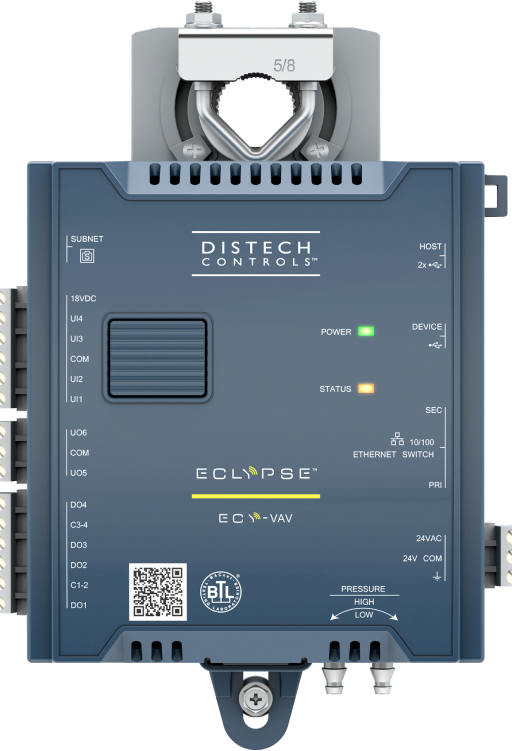 5/8
DISTECH
CONTROLS™
SUBNET
S
HOST
2x
18VDC
UI4
UI3
COM
UI2
UI1
POWER
DEVICE
STATUS
SEC
10/100
ETHERNET SWITCH
PRI
UO6
COM
UO5
ECLYPSE™
ECY-VAV
DO4
C3-4
DO3
DO2
C1-2
DO1
24VAC
24V COM
BTL
PRESSURE
HIGH
LOW